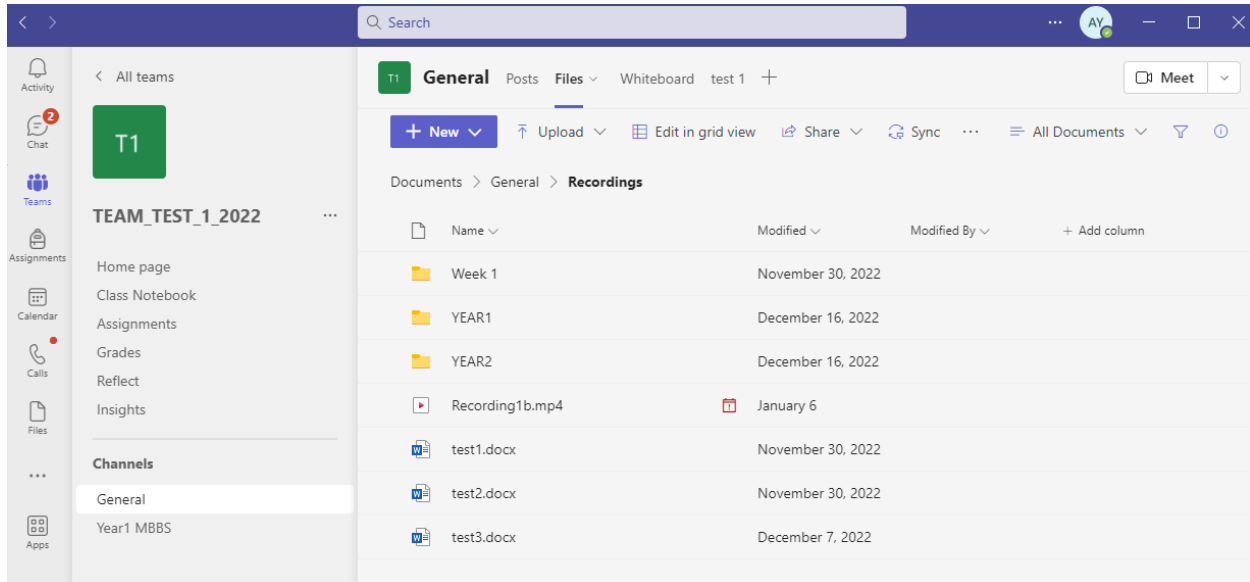 Search
AY
Activity
2
Chat
Teams
Assignments
Calendar
Calls
Files
Apps
All teams
T1
TEAM_TEST_1_2022
Home page
Class Notebook
Assignments
Grades
Reflect
Insights
Channels
General
Year1 MBBS
T1 General Posts Files Whiteboard test 1
Meet
New Upload Edit in grid view Share Sync All Documents
Documents > General > Recordings
Name Modified Modified By + Add column
Week 1 November 30, 2022
YEAR1 December 16, 2022
YEAR2 December 16, 2022
Recording1b.mp4 January 6
test1.docx November 30, 2022
test2.docx November 30, 2022
test3.docx December 7, 2022